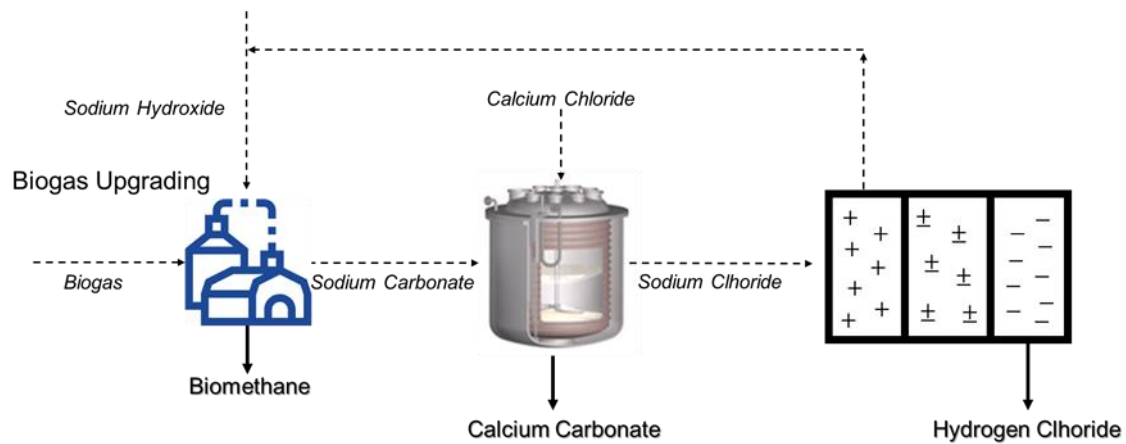 Sodium Hydroxide
Calcium Chloride
Biogas Upgrading
Biogas
Sodium Carbonate
Sodium Clhoride
Biomethane
Calcium Carbonate
Hydrogen Clhoride